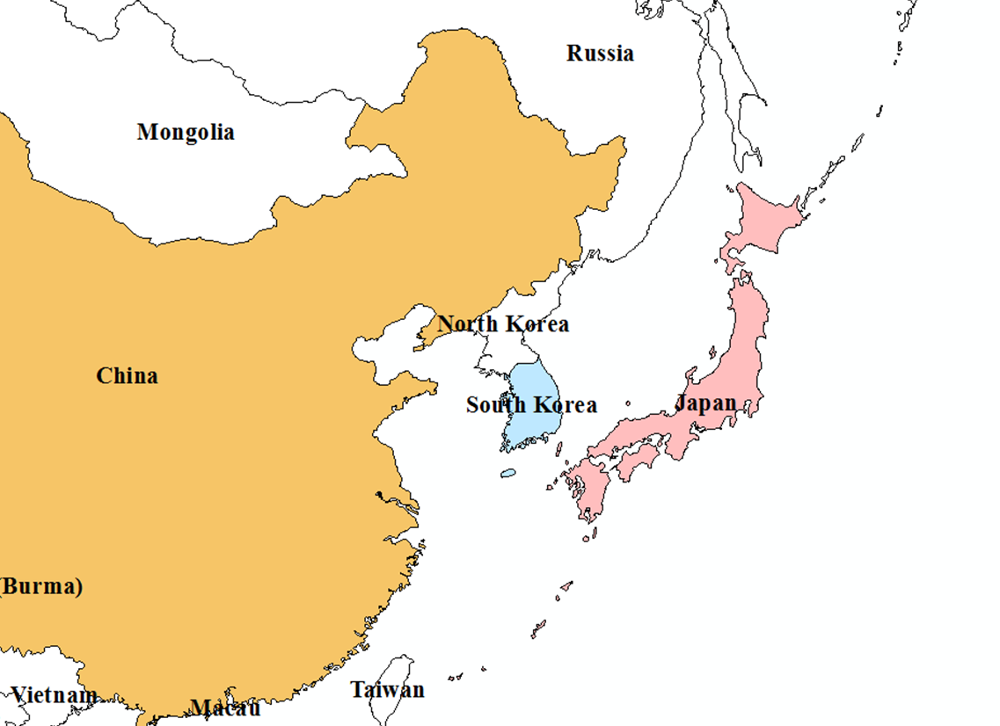 Russia
Mongolia
North Korea
China
South Korea
Japan
(Burma)
Vietnam
Taiwan
Macau